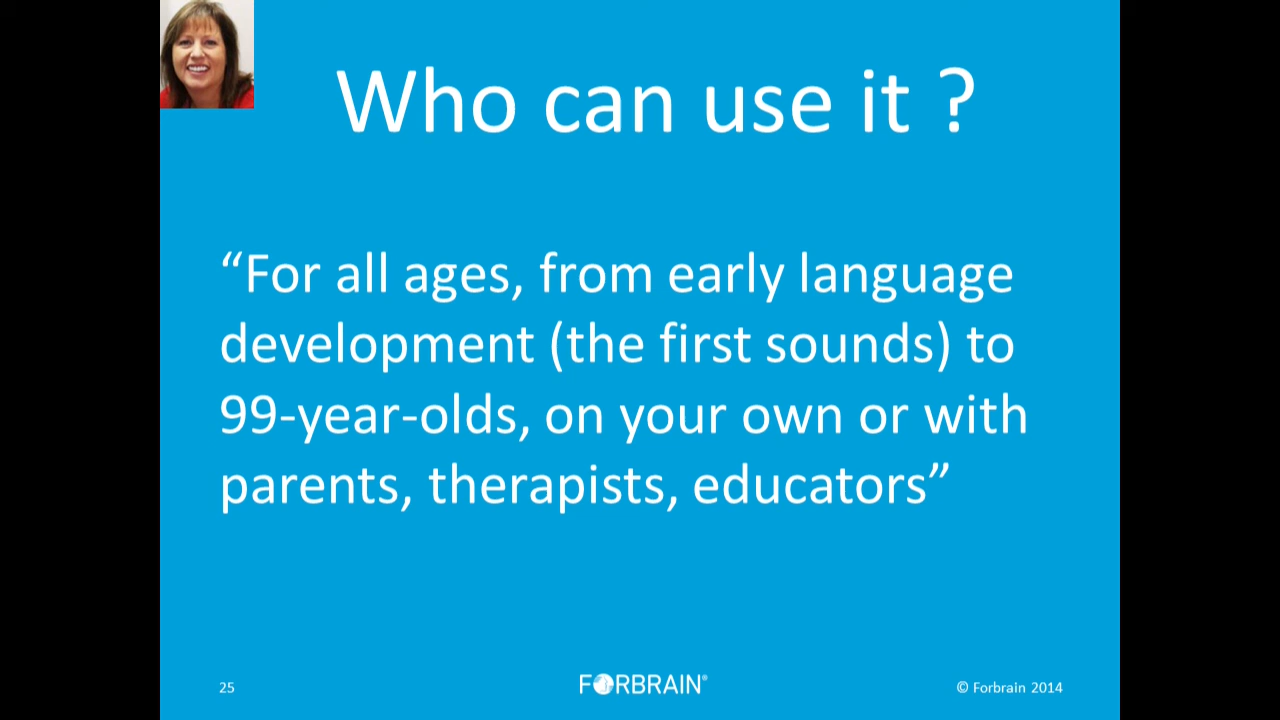 Who can use it ?
“For all ages, from early language
development (the first sounds) to
99-year-olds, on your own or with
parents, therapists, educators”
25
FORBRAIN®
© Forbrain 2014